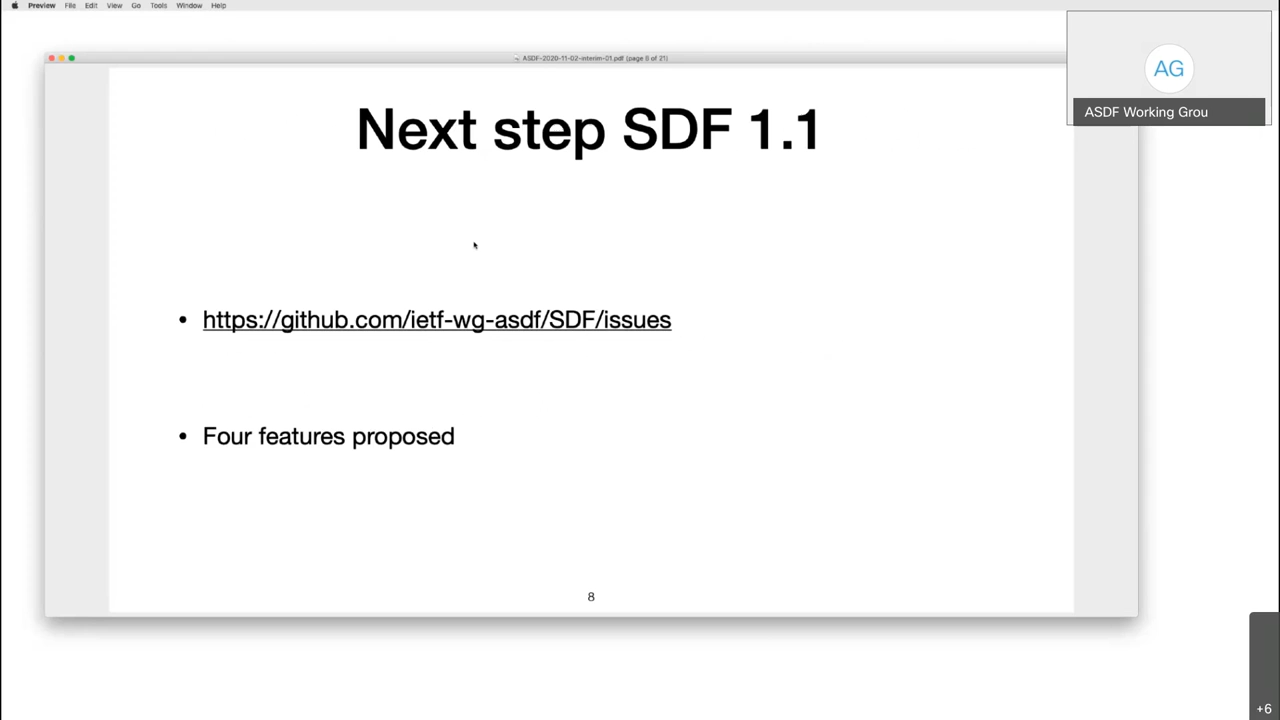 Preview File Edit View Go Tools Window Help
ASDF-2020-11-02-interim-01.pdf (page 8 of 21)
AG
ASDF Working Grou
Next step SDF 1.1
• https://github.com/ietf-wg-asdf/SDF/issues
• Four features proposed
8
+6